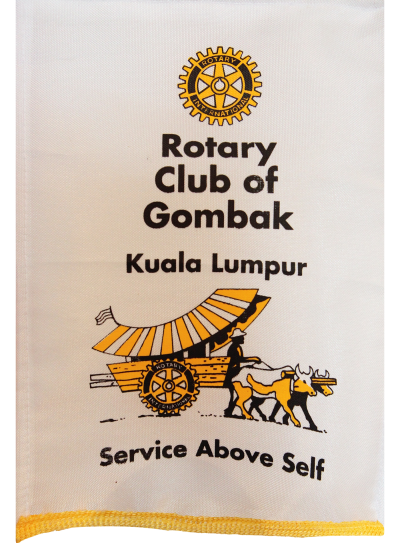 ROTARY
INTERNATIONAL
Rotary
Club of
Gombak
Kuala Lumpur
ROTARY
INTERNATIONAL
Service Above Self